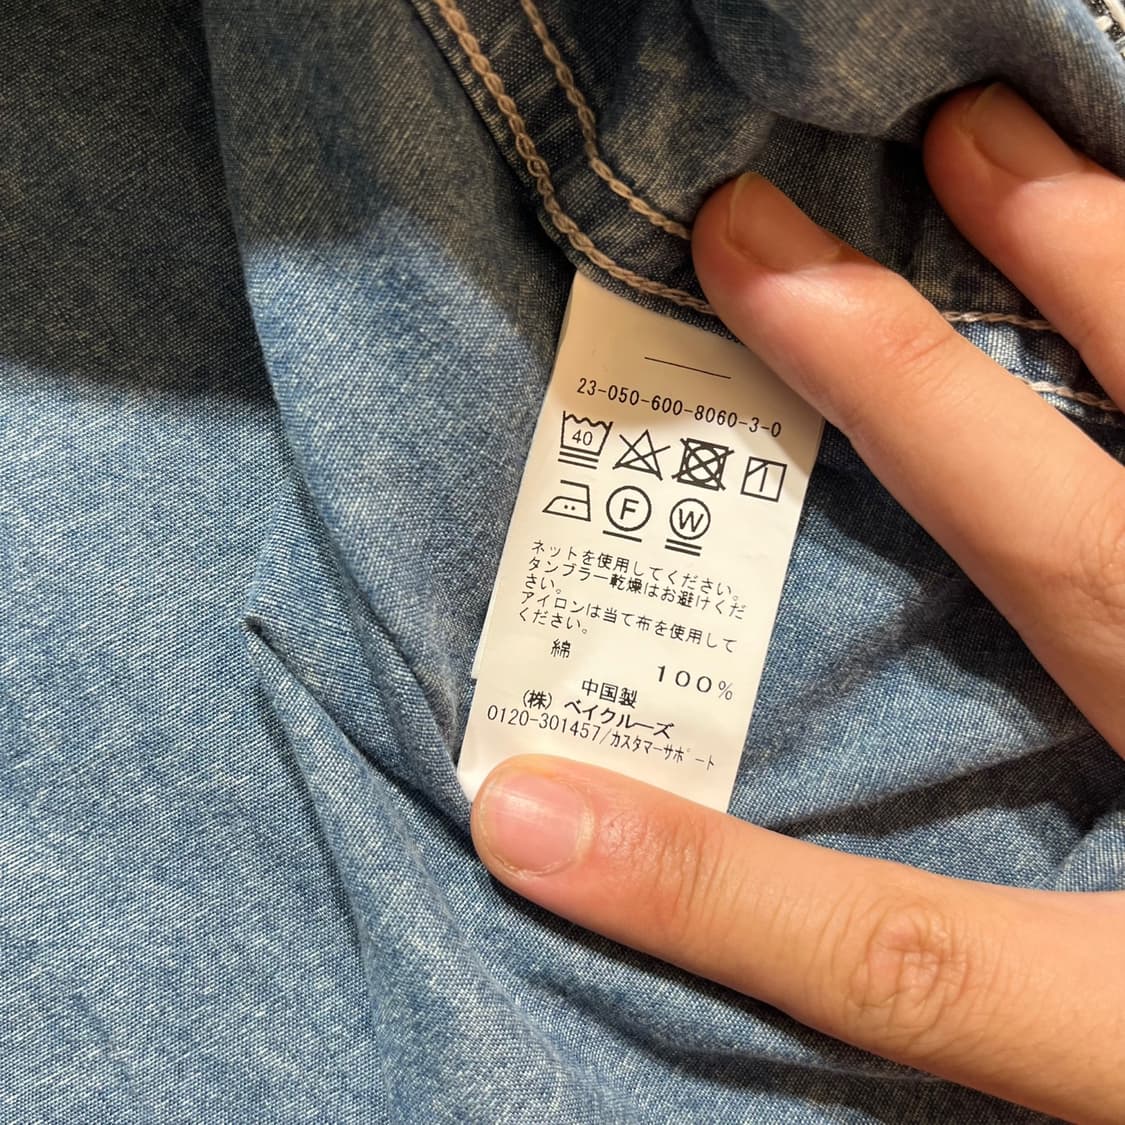 23-050-600-8060-3-0
40
F W
ネットを使用してください。
タンブラー乾燥はお避けくだ
さい。
アイロンは当て布を使用して
ください。
綿 100%
中国製
(株) ベイクルーズ
0120-301457/カスタマーサポート